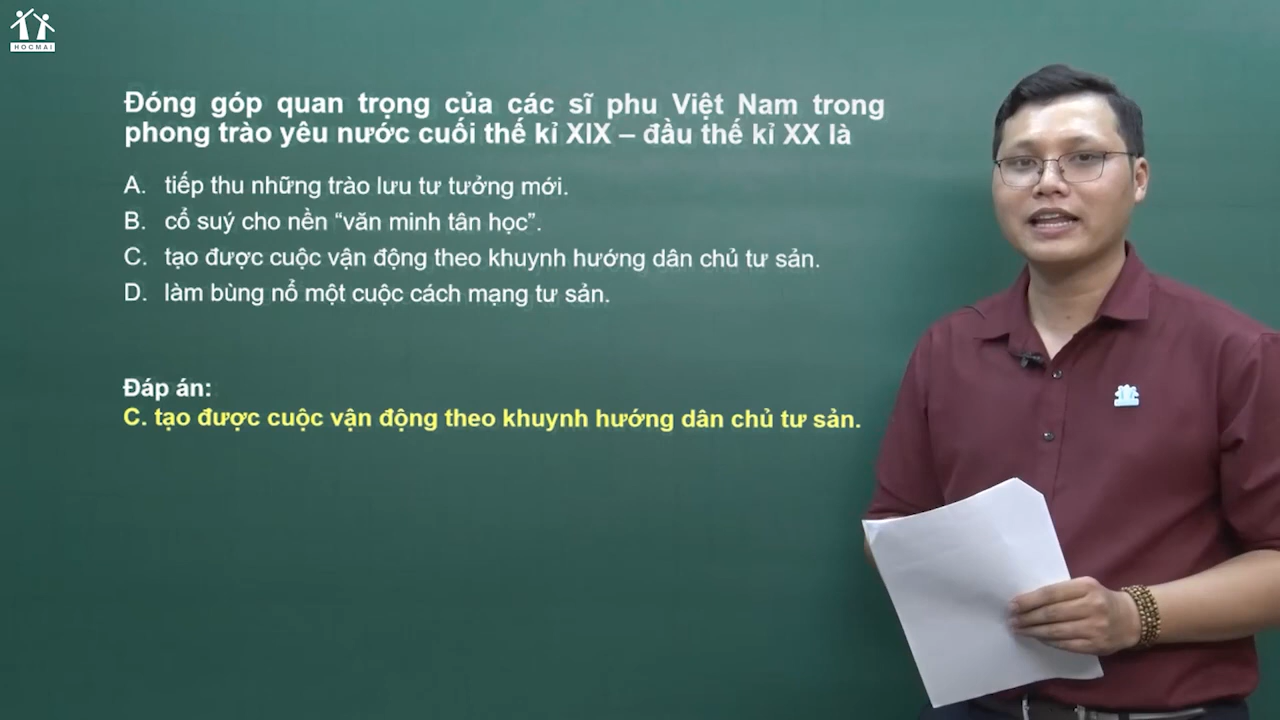 HOCMAI
Đóng góp quan trọng của các sĩ phu Việt Nam trong
phong trào yêu nước cuối thế kỉ XIX – đầu thế kỉ XX là
A. tiếp thu những trào lưu tư tưởng mới.
B. cổ suý cho nền “văn minh tân học”.
C. tạo được cuộc vận động theo khuynh hướng dân chủ tư sản.
D. làm bùng nổ một cuộc cách mạng tư sản.
Đáp án:
C. tạo được cuộc vận động theo khuynh hướng dân chủ tư sản.